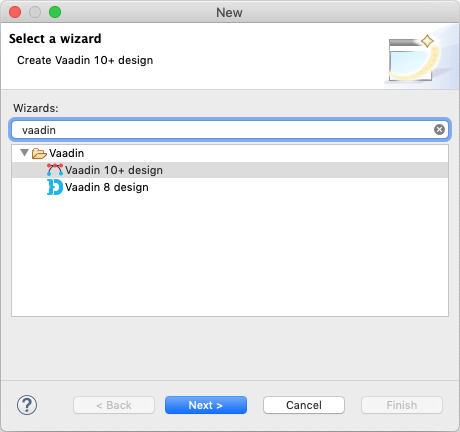 New
Select a wizard
Create Vaadin 10+ design
Wizards:
vaadin
Vaadin
Vaadin 10+ design
Vaadin 8 design
?
< Back
Next >
Cancel
Finish